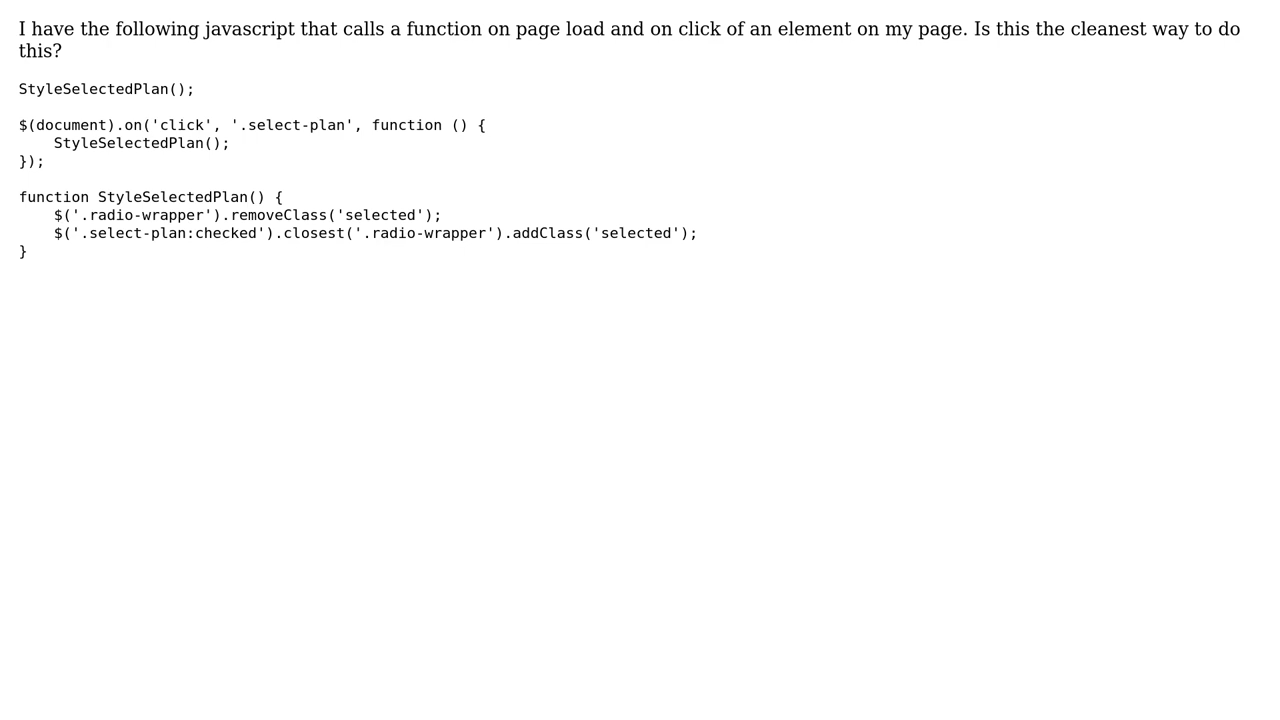 I have the following javascript that calls a function on page load and on click of an element on my page. Is this the cleanest way to do
this?
StyleSelectedPlan();
$(document).on('click', '.select-plan', function () {
    StyleSelectedPlan();
});
function StyleSelectedPlan() {
    $('.radio-wrapper').removeClass('selected');
    $('.select-plan:checked').closest('.radio-wrapper').addClass('selected');
}